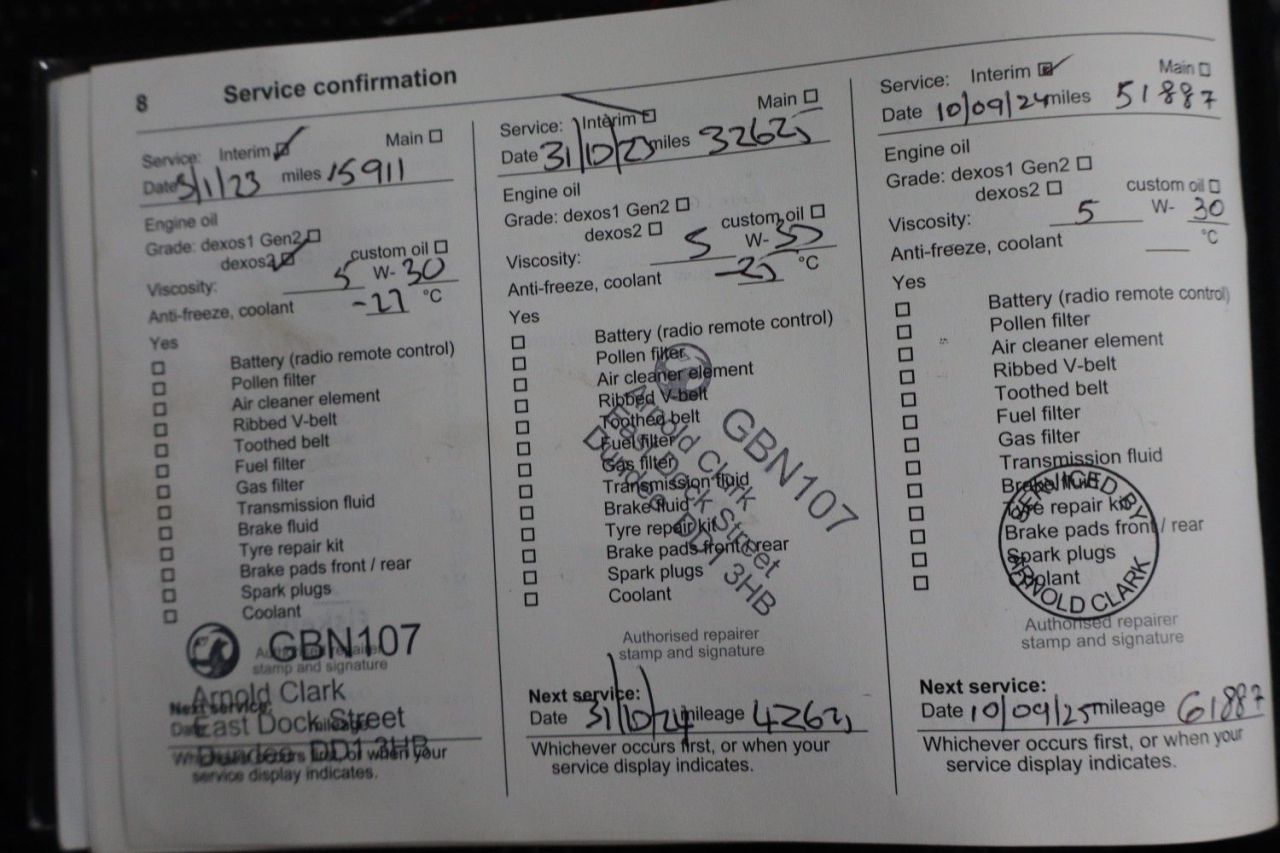 8 Service confirmation
Service: Interim Main
Date 5/1/23 miles 15911
Engine oil
Grade: dexos1 Gen2
dexos2 custom oil
Viscosity: 5 W- 30
Anti-freeze, coolant °C
Yes
Battery (radio remote control)
Pollen filter
Air cleaner element
Ribbed V-belt
Toothed belt
Fuel filter
Gas filter
Transmission fluid
Brake fluid
Tyre repair kit
Brake pads front / rear
Spark plugs
Coolant
GBN107
Authorised repairer
stamp and signature
Arnold Clark
East Dock Street
Dundee DD1 3HB
Next service:
Date mileage
Whichever occurs first, or when your
service display indicates.
Service: Interim Main
Date 31/10/23 miles 32625
Engine oil
Grade: dexos1 Gen2
dexos2 custom oil
Viscosity: 5 W- 30
Anti-freeze, coolant °C
Yes
Battery (radio remote control)
Pollen filter
Air cleaner element
Ribbed V-belt
Toothed belt
Fuel filter
Gas filter
Transmission fluid
Brake fluid
Tyre repair kit
Brake pads front / rear
Spark plugs
Coolant
GBN107
Arnold Clark
East Dock Street
Dundee DD1 3HB
Authorised repairer
stamp and signature
Next service:
Date 31/10/24 mileage 42625
Whichever occurs first, or when your
service display indicates.
Service: Interim Main
Date 10/09/24 miles 51887
Engine oil
Grade: dexos1 Gen2
dexos2 custom oil
Viscosity: 5 W- 30
Anti-freeze, coolant °C
Yes
Battery (radio remote control)
Pollen filter
Air cleaner element
Ribbed V-belt
Toothed belt
Fuel filter
Gas filter
Transmission fluid
Brake fluid
Tyre repair kit
Brake pads front / rear
Spark plugs
Coolant
SERVICED BY
ARNOLD CLARK
Authorised repairer
stamp and signature
Next service:
Date 10/09/25 mileage 61887
Whichever occurs first, or when your
service display indicates.